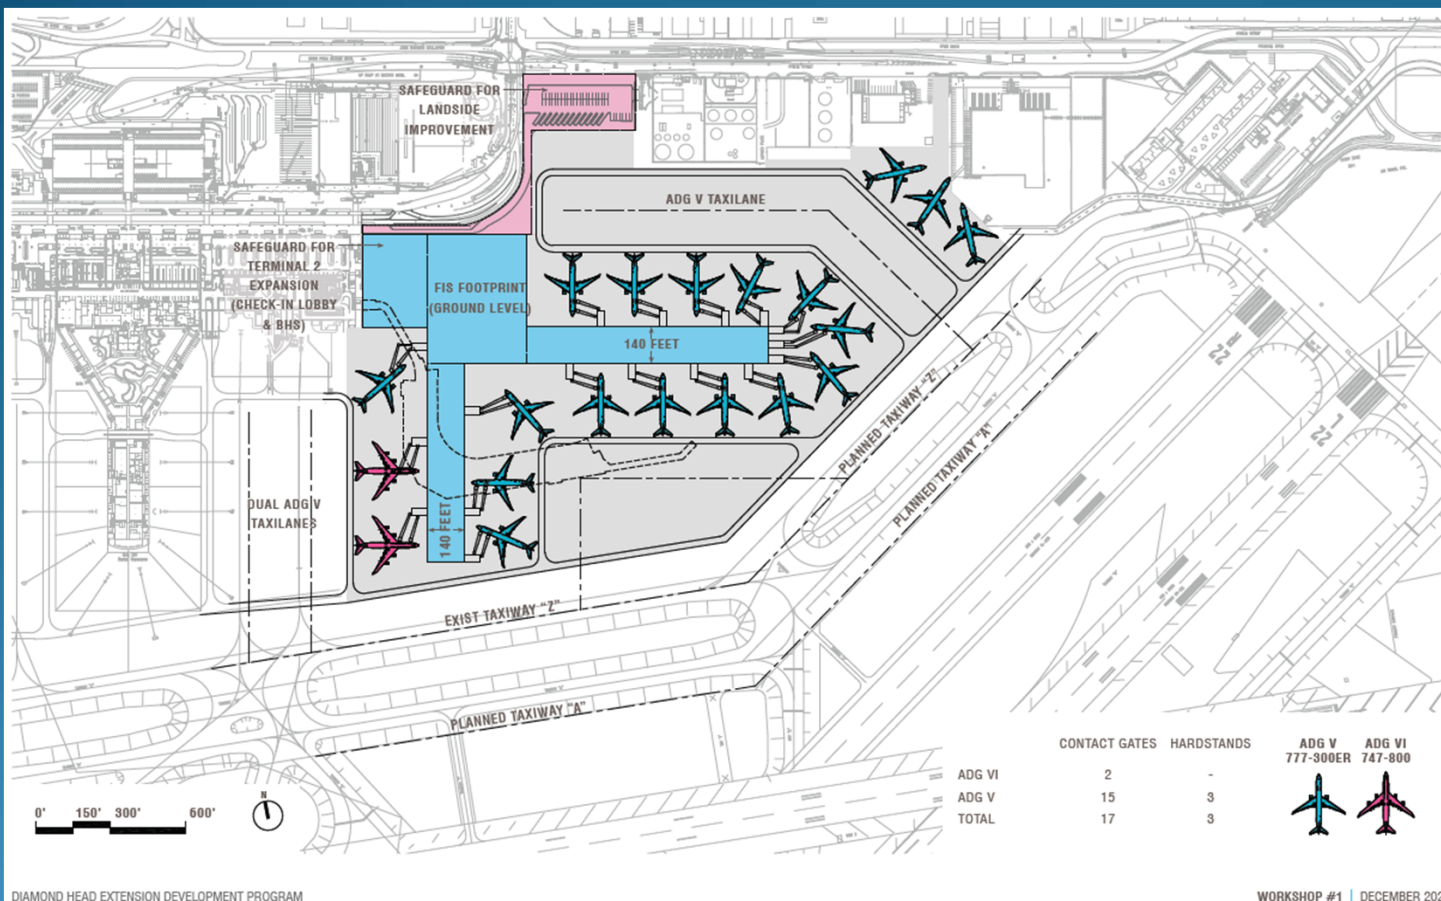 SAFEGUARD FOR
LANDSIDE
IMPROVEMENT
ADG V TAXILANE
SAFEGUARD FOR
TERMINAL 2
EXPANSION
(CHECK-IN LOBBY
& BHS)
FIS FOOTPRINT
(GROUND LEVEL)
140 FEET
140 FEET
DUAL ADG V
TAXILANES
PLANNED TAXIWAY "Z"
PLANNED TAXIWAY "A"
EXIST TAXIWAY "Z"
PLANNED TAXIWAY "A"
22
22 L
0' 150' 300' 600'
N
CONTACT GATES HARDSTANDS
ADG VI 2 -
ADG V 15 3
TOTAL 17 3
ADG V
777-300ER
ADG VI
747-800
DIAMOND HEAD EXTENSION DEVELOPMENT PROGRAM
WORKSHOP #1 | DECEMBER 202